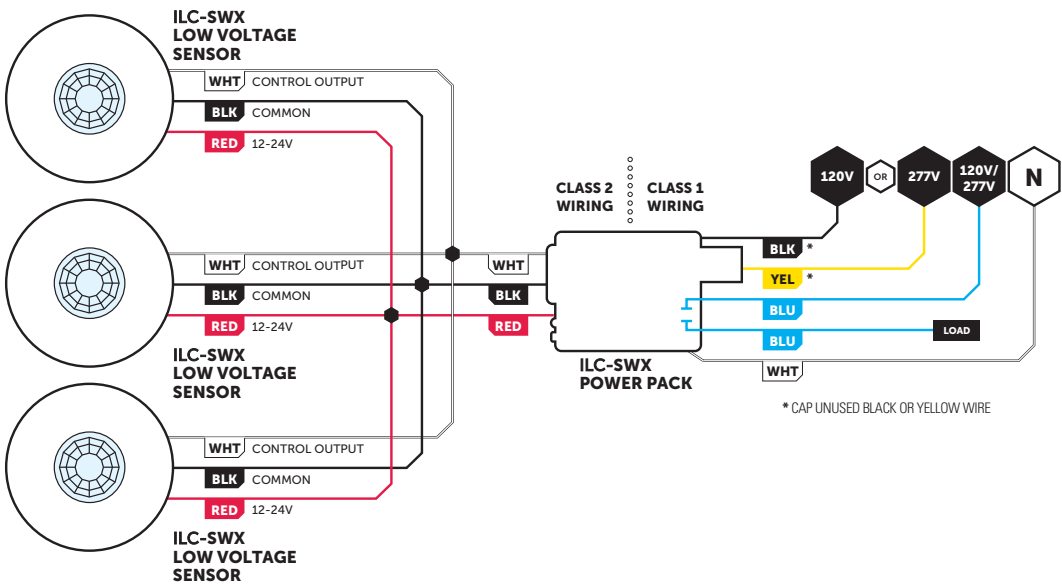 ILC-SWX
LOW VOLTAGE
SENSOR
WHT CONTROL OUTPUT
BLK COMMON
RED 12-24V
WHT CONTROL OUTPUT
BLK COMMON
RED 12-24V
ILC-SWX
LOW VOLTAGE
SENSOR
WHT CONTROL OUTPUT
BLK COMMON
RED 12-24V
ILC-SWX
LOW VOLTAGE
SENSOR
WHT
BLK
RED
CLASS 2
WIRING
CLASS 1
WIRING
ILC-SWX
POWER PACK
120V OR 277V 120V/
277V N
BLK *
YEL *
BLU
BLU
LOAD
WHT
* CAP UNUSED BLACK OR YELLOW WIRE